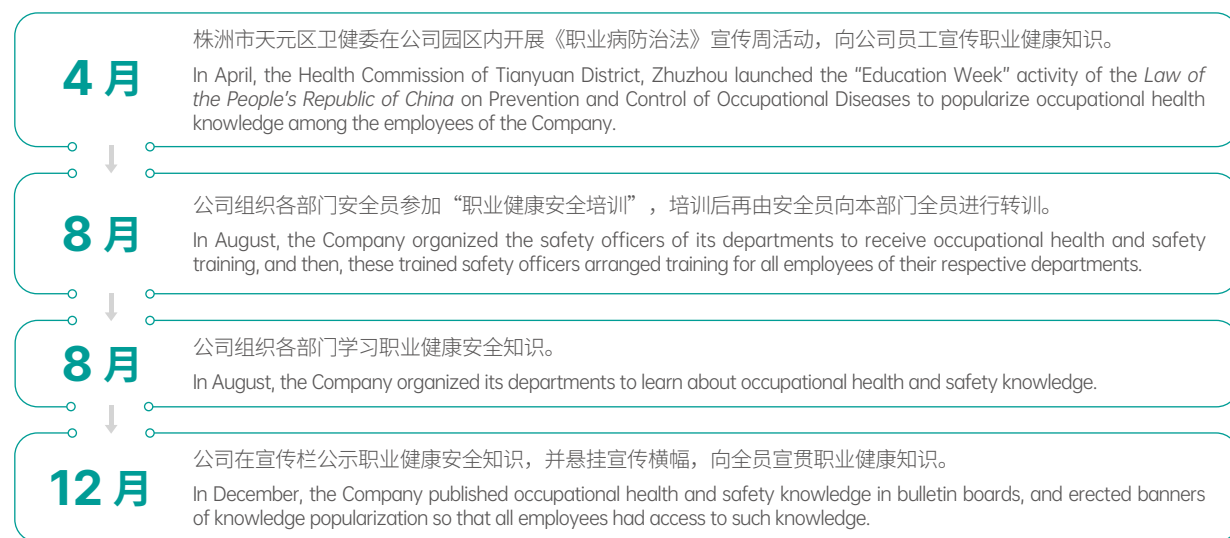 4 月
株洲市天元区卫健委在公司园区内开展《职业病防治法》宣传周活动，向公司员工宣传职业健康知识。
In April, the Health Commission of Tianyuan District, Zhuzhou launched the "Education Week" activity of the Law of
the People's Republic of China on Prevention and Control of Occupational Diseases to popularize occupational health
knowledge among the employees of the Company.
8 月
公司组织各部门安全员参加“职业健康安全培训”，培训后再由安全员向本部门全员进行转训。
In August, the Company organized the safety officers of its departments to receive occupational health and safety
training, and then, these trained safety officers arranged training for all employees of their respective departments.
8 月
公司组织各部门学习职业健康安全知识。
In August, the Company organized its departments to learn about occupational health and safety knowledge.
12 月
公司在宣传栏公示职业健康安全知识，并悬挂宣传横幅，向全员宣贯职业健康知识。
In December, the Company published occupational health and safety knowledge in bulletin boards, and erected banners
of knowledge popularization so that all employees had access to such knowledge.